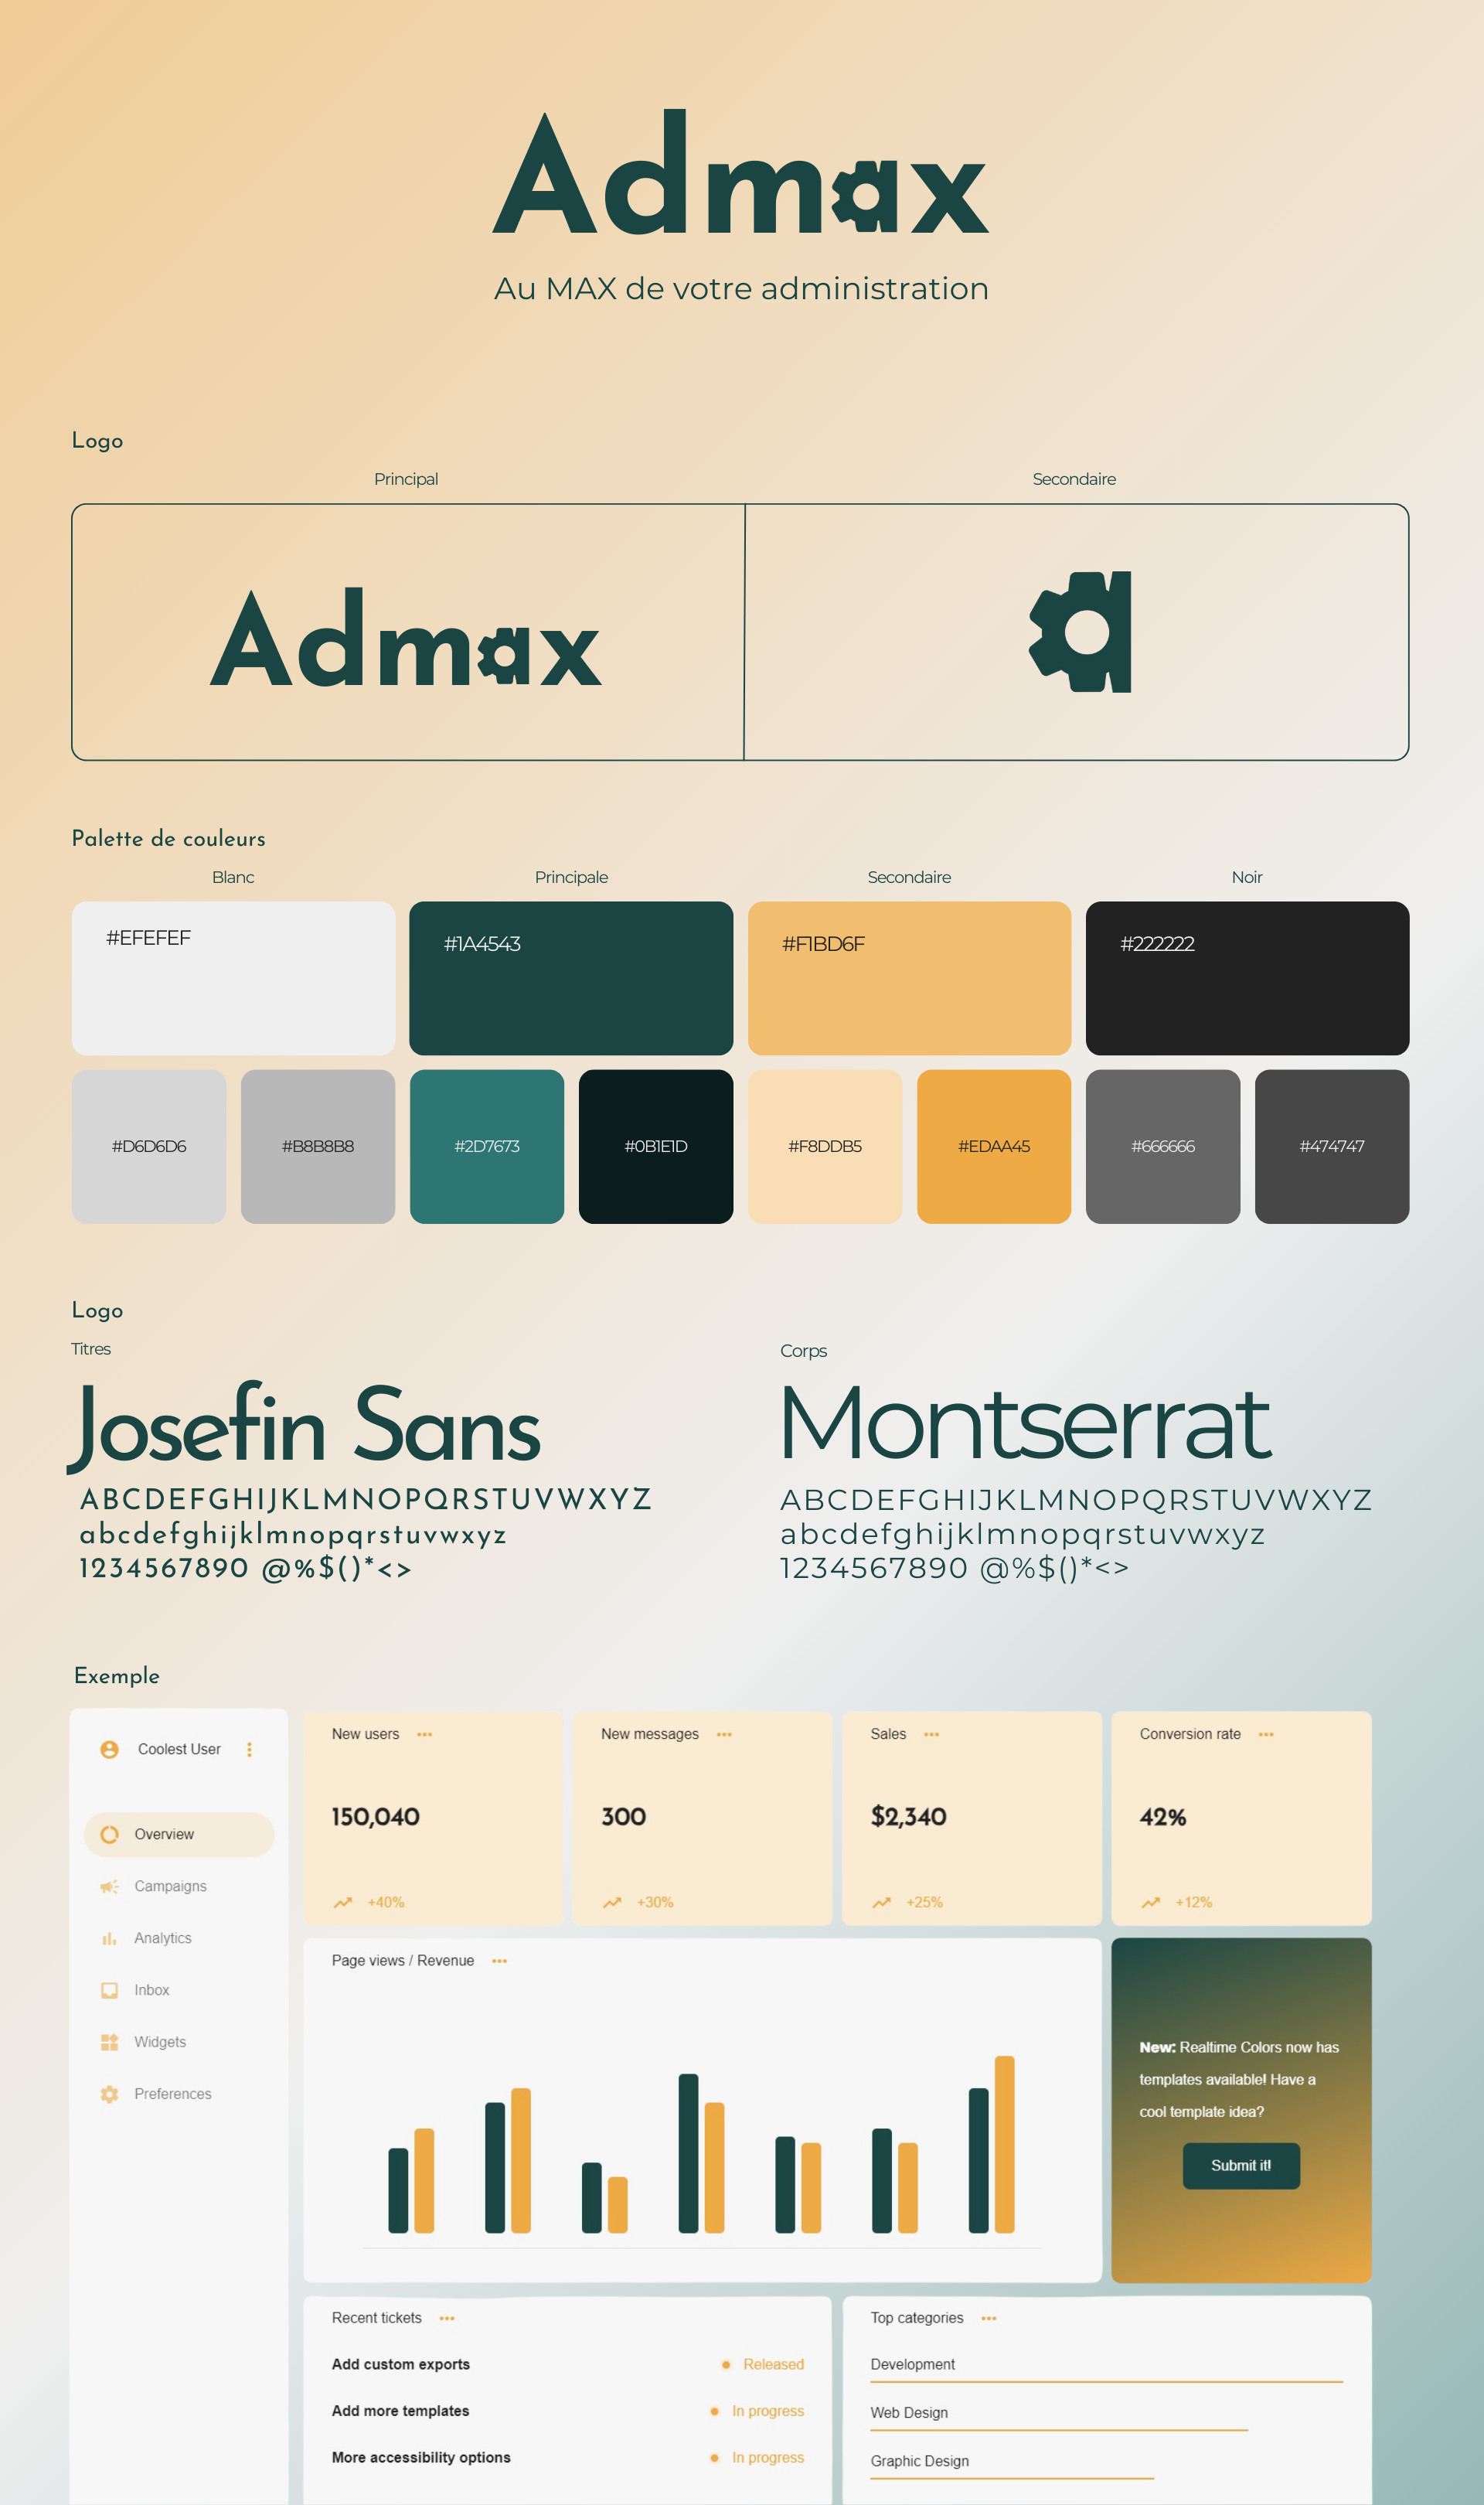 Admax
Au MAX de votre administration
Logo
Principal
Secondaire
Admax
a
Palette de couleurs
Blanc
Principale
Secondaire
Noir
#EFEFEF
#1A4543
#F1BD6F
#222222
#D6D6D6
#B8B8B8
#2D7673
#0B1E1D
#F8DDB5
#EDAA45
#666666
#474747
Logo
Titres
Josefin Sans
ABCDEFGHIJKLMNOPQRSTUVWXYZ
abcdefghijklmnopqrstuvwxyz
1234567890 @%$()*<>
Corps
Montserrat
ABCDEFGHIJKLMNOPQRSTUVWXYZ
abcdefghijklmnopqrstuvwxyz
1234567890 @%$()*<>
Exemple
Coolest User
Overview
Campaigns
Analytics
Inbox
Widgets
Preferences
New users
150,040
+40%
New messages
300
+30%
Sales
$2,340
+25%
Conversion rate
42%
+12%
Page views / Revenue
New: Realtime Colors now has
templates available! Have a
cool template idea?
Submit it!
Recent tickets
Add custom exports
Released
Add more templates
In progress
More accessibility options
In progress
Top categories
Development
Web Design
Graphic Design